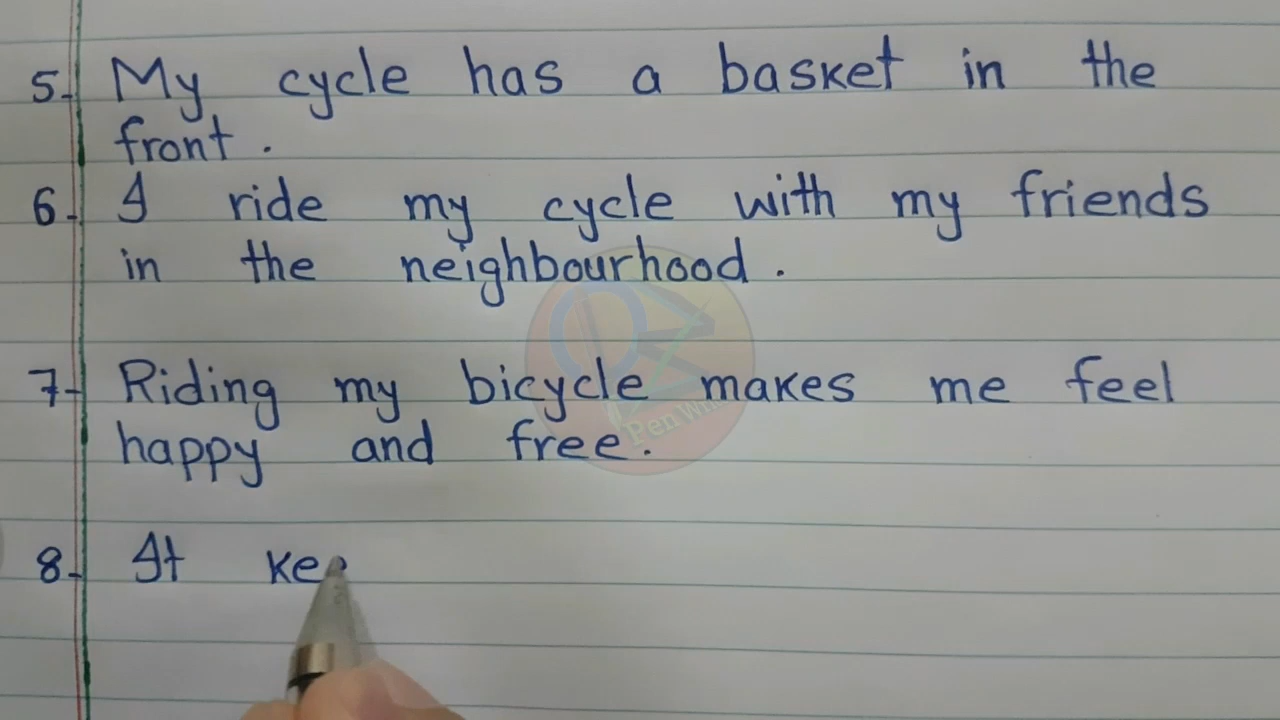 5. My cycle has a basket in the
front.
6. I ride my cycle with my friends
in the neighbourhood.
7. Riding my bicycle makes me feel
happy and free.
8. It ke